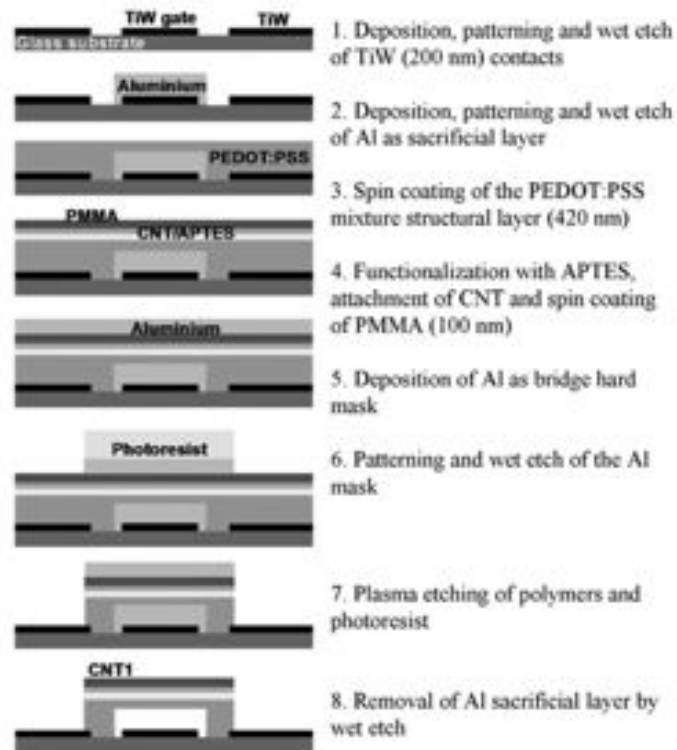 TiW gate
TiW
Glass substrate
1. Deposition, patterning and wet etch
of TiW (200 nm) contacts
Aluminium
2. Deposition, patterning and wet etch
of Al as sacrificial layer
PEDOT:PSS
3. Spin coating of the PEDOT:PSS
mixture structural layer (420 nm)
PMMA
CNT/APTES
4. Functionalization with APTES,
attachment of CNT and spin coating
of PMMA (100 nm)
Aluminium
5. Deposition of Al as bridge hard
mask
Photoresist
6. Patterning and wet etch of the Al
mask
7. Plasma etching of polymers and
photoresist
CNT1
8. Removal of Al sacrificial layer by
wet etch